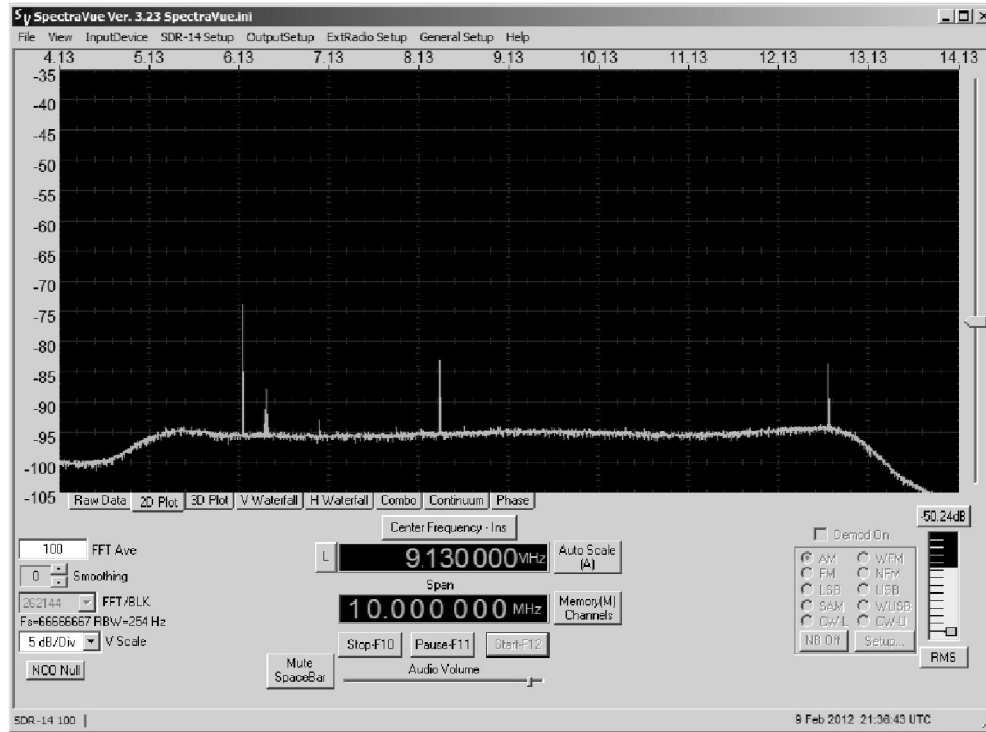 SpectraVue Ver. 3.23 SpectraVue.ini
File View InputDevice SDR-14 Setup OutputSetup ExtRadio Setup General Setup Help
4.13 5.13 6.13 7.13 8.13 9.13 10.13 11.13 12.13 13.13 14.13
-35
-40
-45
-50
-55
-60
-65
-70
-75
-80
-85
-90
-95
-100
-105
Raw Data 2D Plot 3D Plot V Waterfall H Waterfall Combo Continuum Phase
-50.24dB
Center Frequency - Ins
Demod On
100 FFT Ave
L 9.130 000 MHz
Auto Scale
(A)
AM WFM
FM NFM
LSB USB
SAM WUSB
CW-L CW-U
0 Smoothing
Span
262144 FFT/BLK
10.000 000 MHz
Memory(M)
Channels
Fs=66666667 RBW=254 Hz
5 dB/Div V Scale
Stop-F10 Pause-F11 Start-F12
NB Off Setup...
RMS
NCO Null
Mute
SpaceBar
Audio Volume
SDR-14 100
9 Feb 2012 21:36:43 UTC